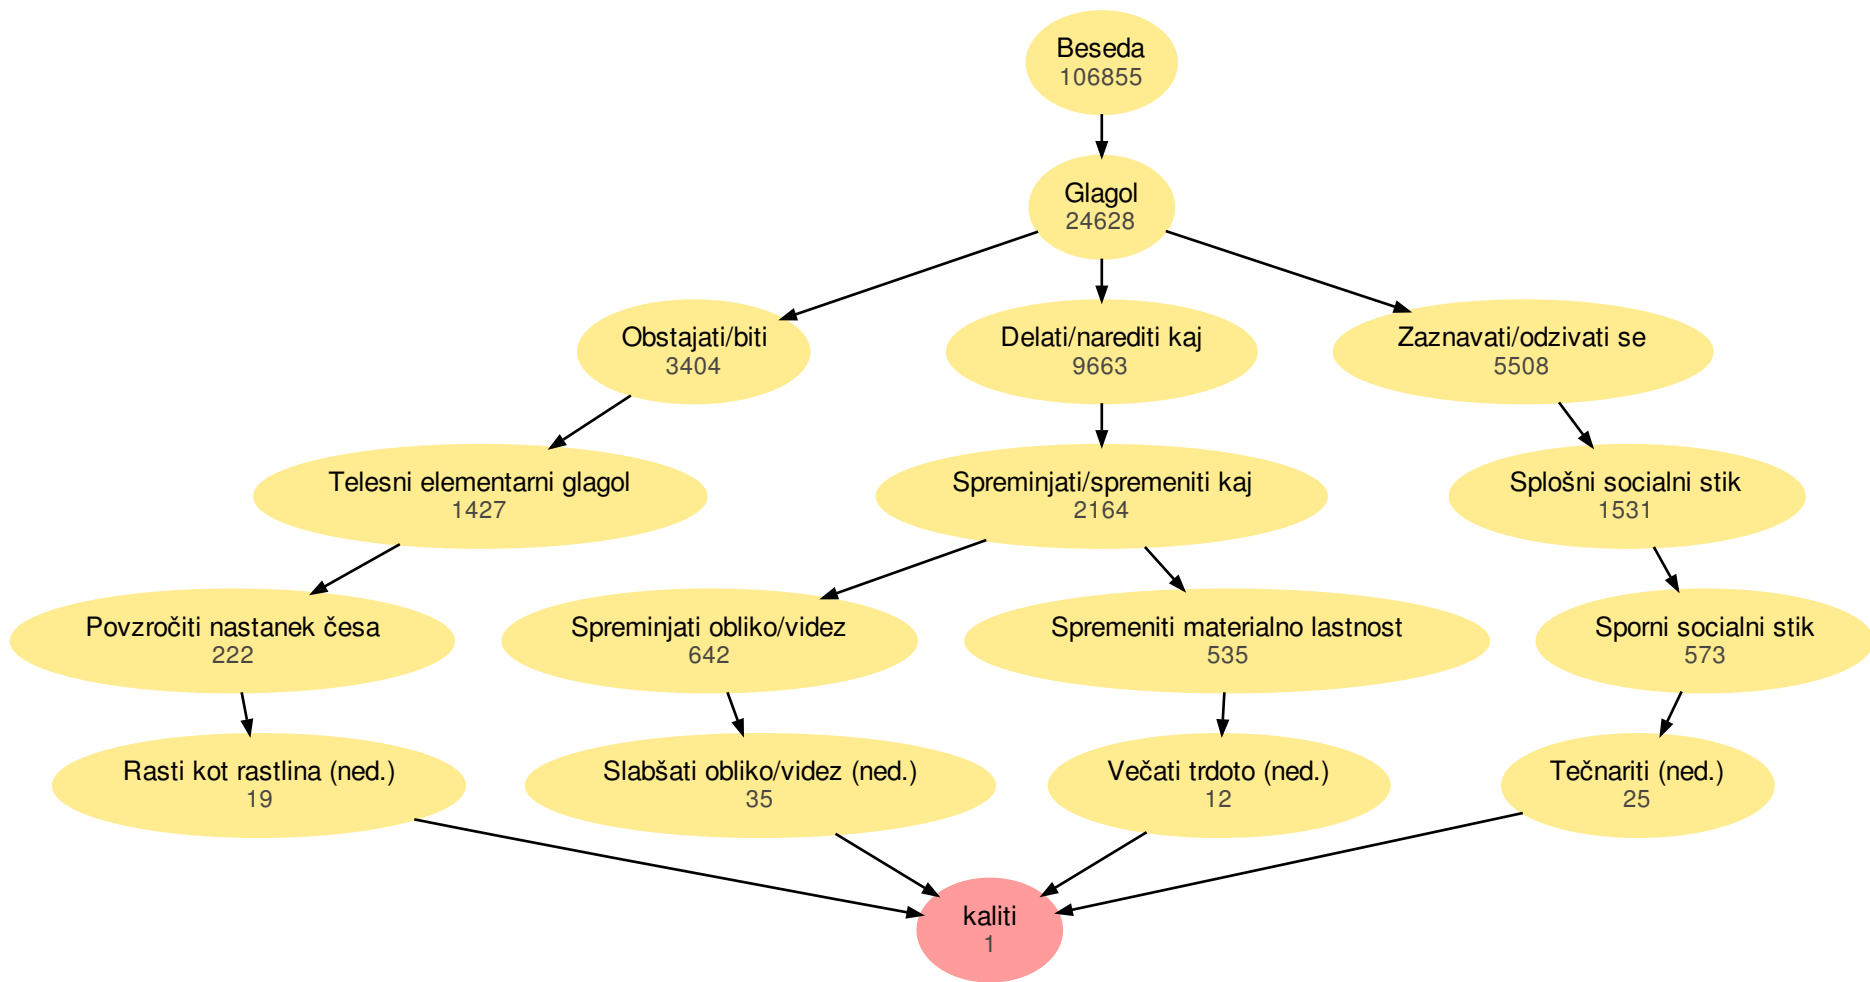 Beseda
106855
Glagol
24628
Obstajati/biti
3404
Delati/narediti kaj
9663
Zaznavati/odzivati se
5508
Telesni elementarni glagol
1427
Spreminjati/spremeniti kaj
2164
Splošni socialni stik
1531
Povzročiti nastanek česa
222
Spreminjati obliko/videz
642
Spremeniti materialno lastnost
535
Sporni socialni stik
573
Rasti kot rastlina (ned.)
19
Slabšati obliko/videz (ned.)
35
Večati trdoto (ned.)
12
Tečnariti (ned.)
25
kaliti
1